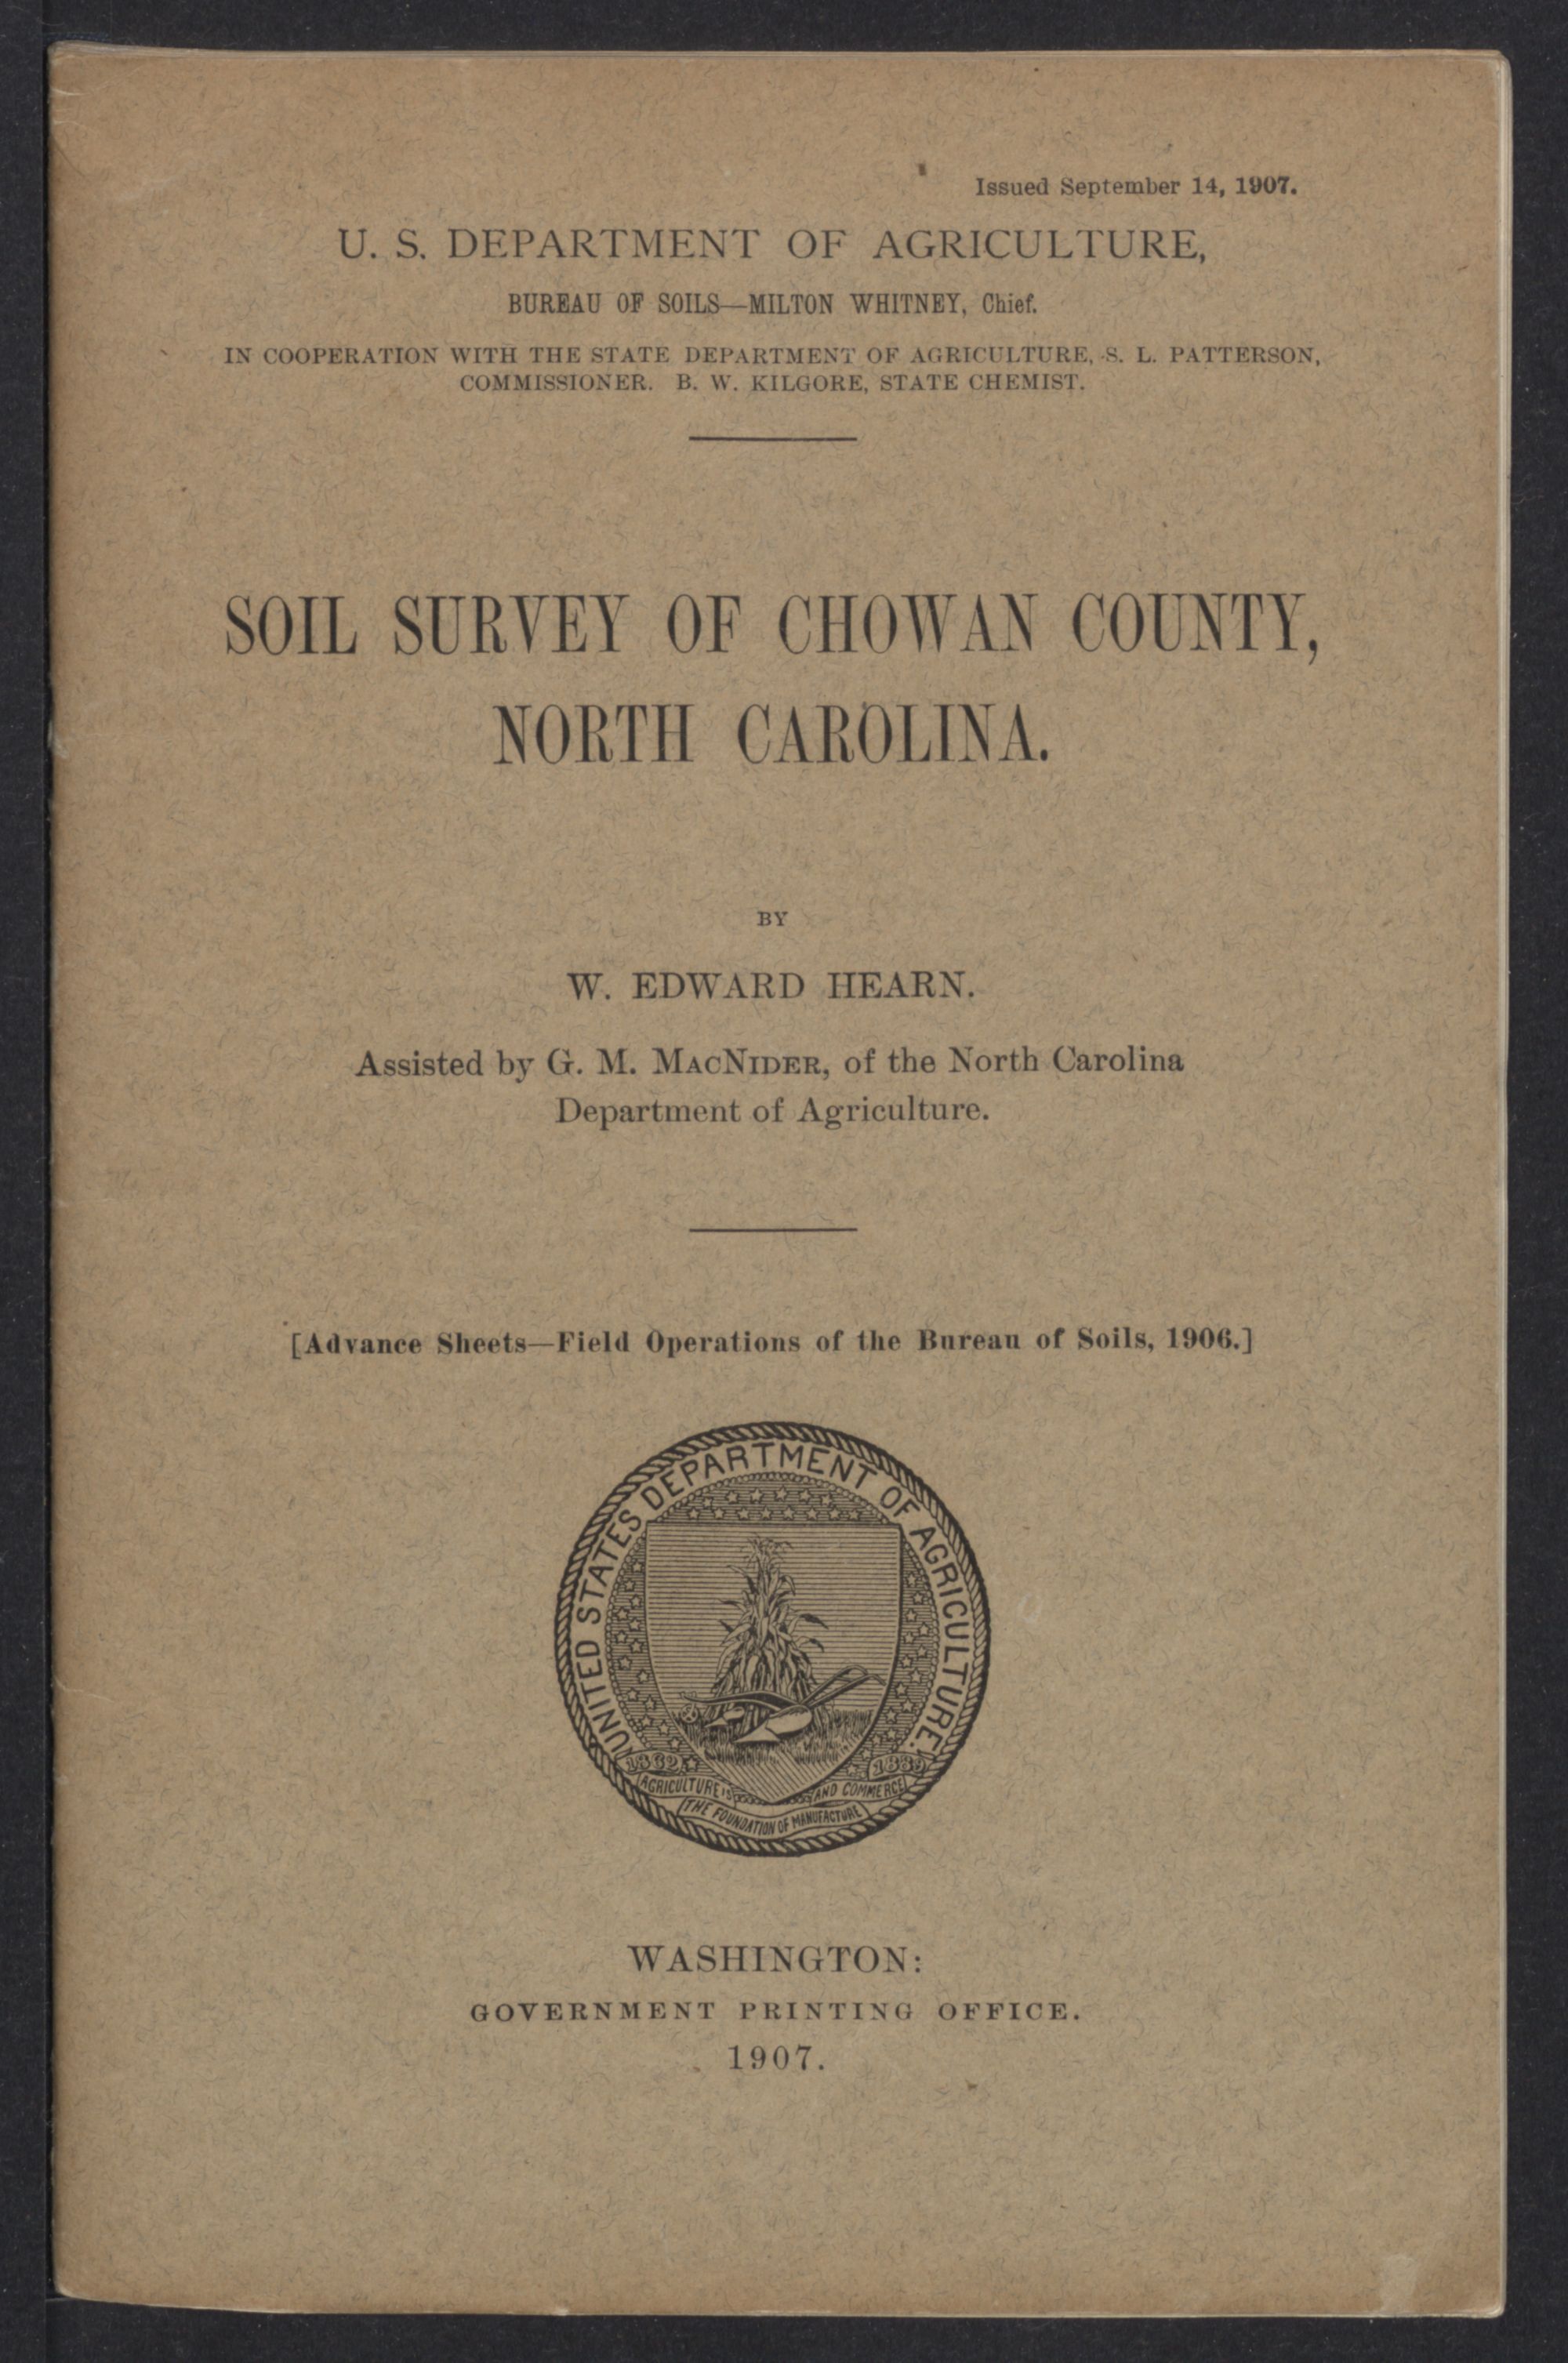 Issued September 14, 1907.
U. S. DEPARTMENT OF AGRICULTURE,
BUREAU OF SOILS—MILTON WHITNEY, Chief.
IN COOPERATION WITH THE STATE DEPARTMENT OF AGRICULTURE, S. L. PATTERSON,
COMMISSIONER. B. W. KILGORE, STATE CHEMIST.
SOIL SURVEY OF CHOWAN COUNTY,
NORTH CAROLINA.
BY
W. EDWARD HEARN.
Assisted by G. M. MACNIDER, of the North Carolina
Department of Agriculture.
[Advance Sheets—Field Operations of the Bureau of Soils, 1906.]
UNITED STATES DEPARTMENT OF AGRICULTURE.
1862 1889
AGRICULTURE IS
THE FOUNDATION OF MANUFACTURE
AND COMMERCE
WASHINGTON:
GOVERNMENT PRINTING OFFICE.
1907.